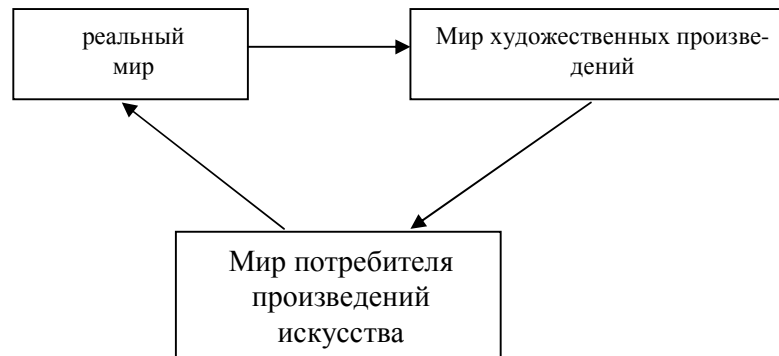 реальный
мир
Мир художественных произве-
дений
Мир потребителя
произведений
искусства